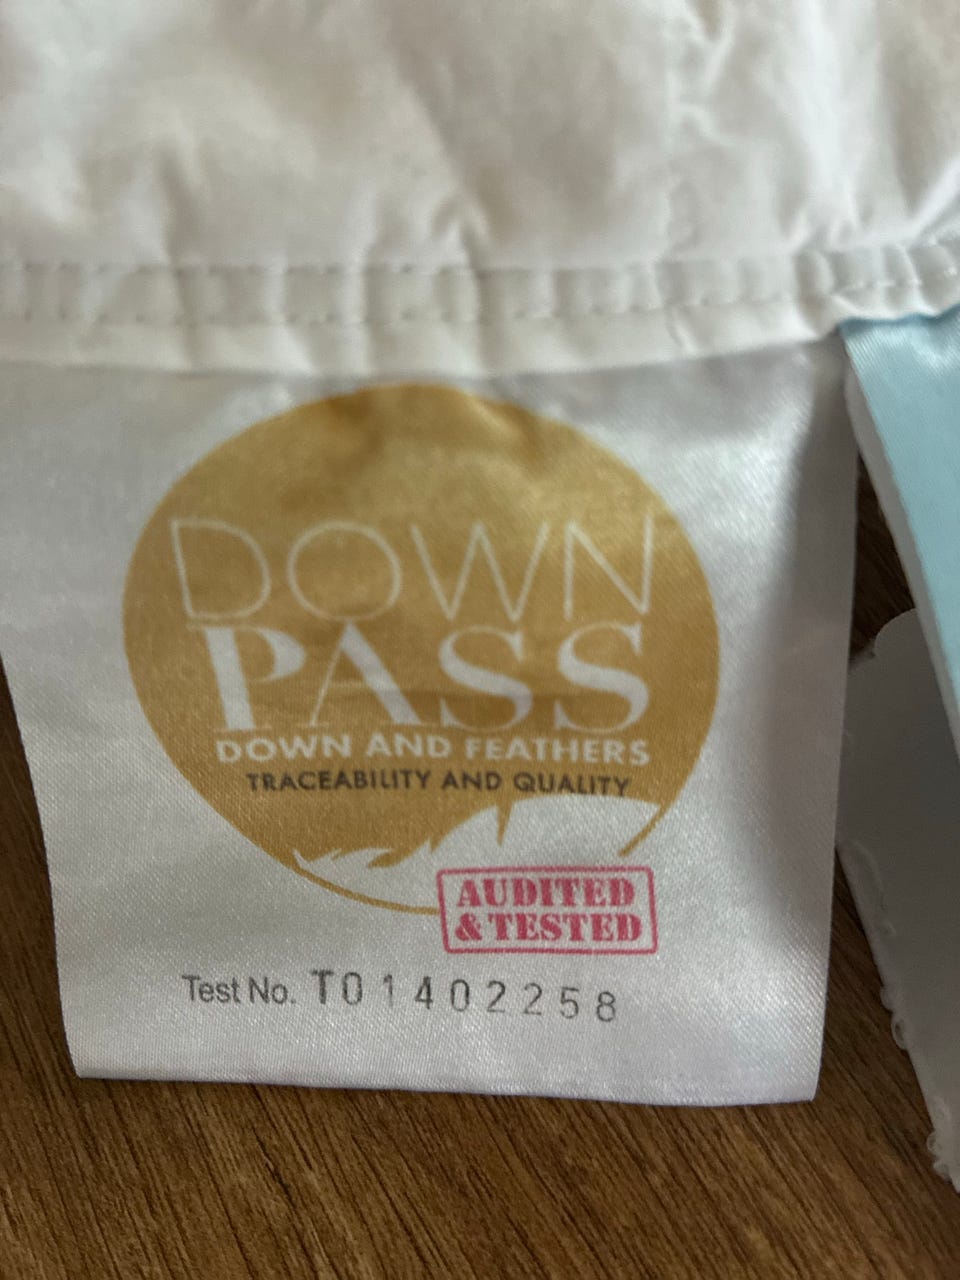 DOWN
PASS
DOWN AND FEATHERS
TRACEABILITY AND QUALITY
AUDITED
& TESTED
Test No. T01402258